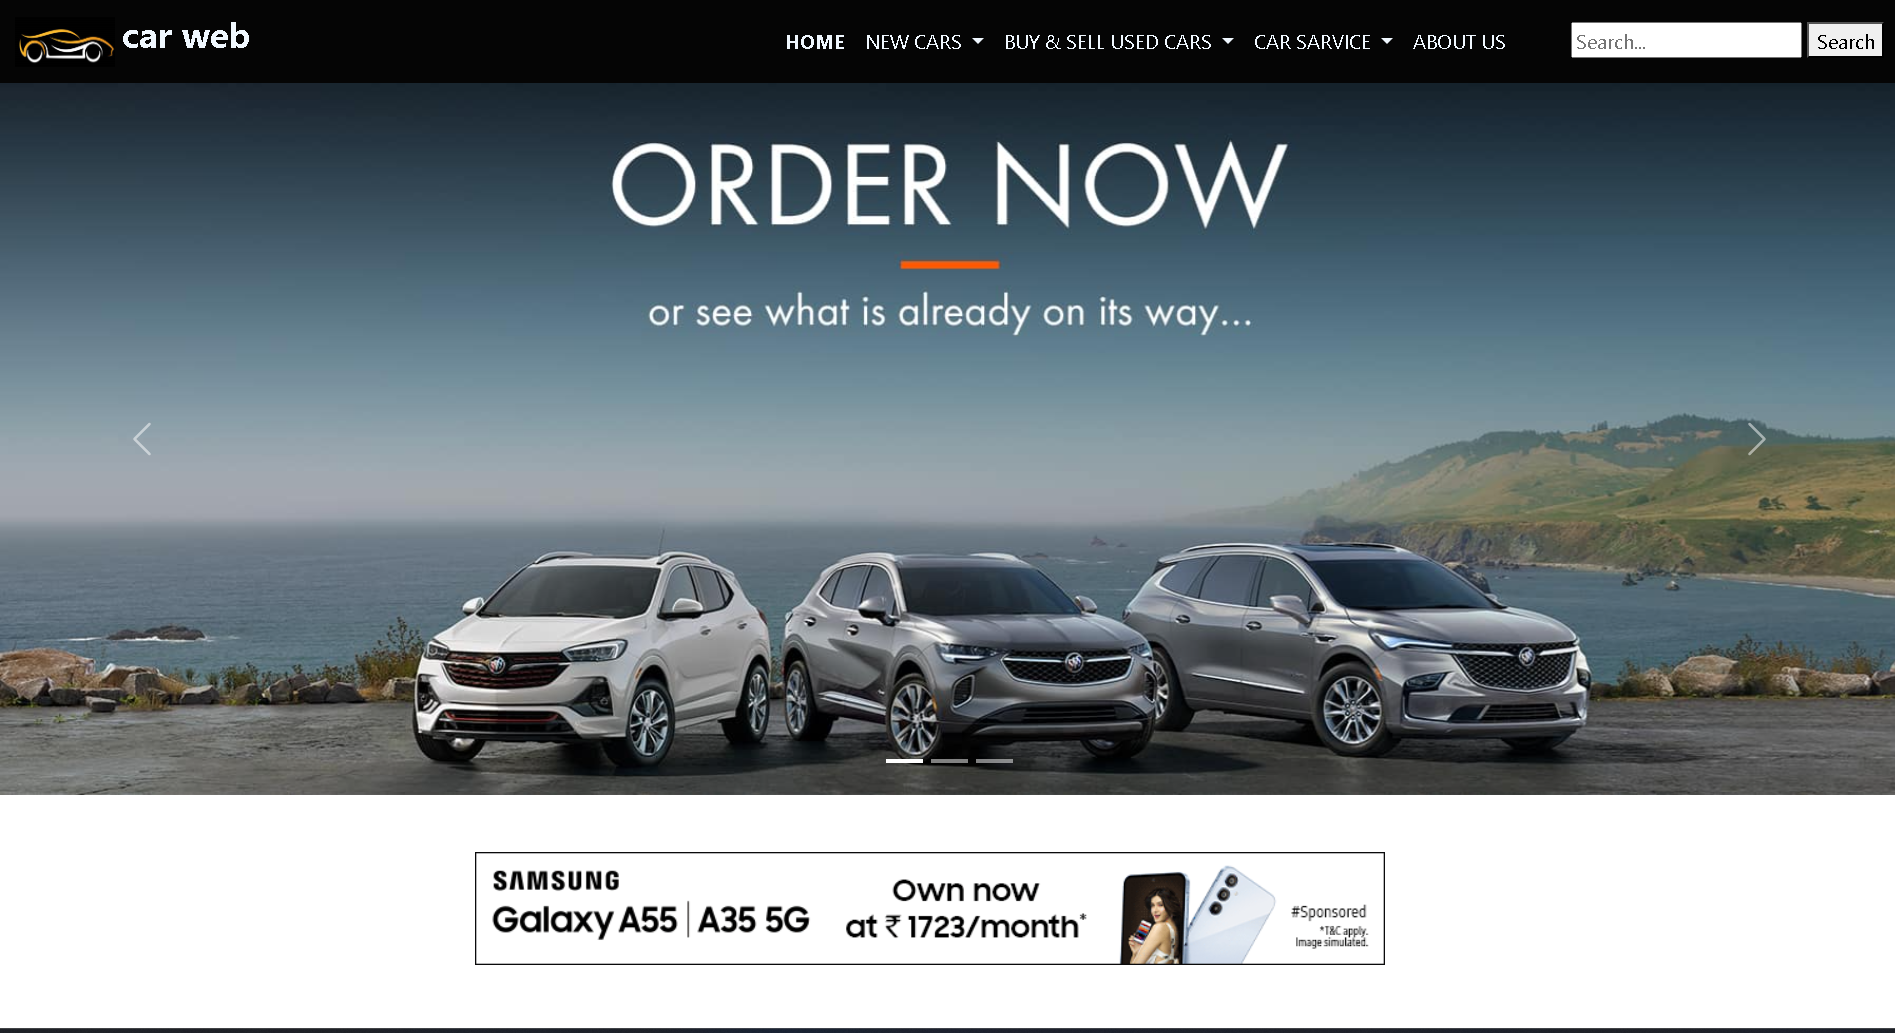 car web
HOME NEW CARS BUY & SELL USED CARS CAR SARVICE ABOUT US
Search... Search
ORDER NOW
or see what is already on its way...
SAMSUNG
Galaxy A55 | A35 5G
Own now
at ₹ 1723/month*
#Sponsored
*T&C apply.
Image simulated.